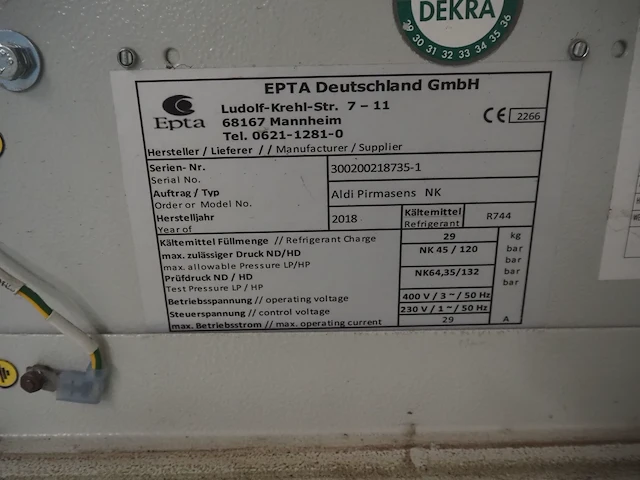 DEKRA
29 30 31 32 33 34 35 36
EPTA Deutschland GmbH
Ludolf-Krehl-Str. 7 – 11
68167 Mannheim
Tel. 0621-1281-0
Epta
CE 2266
Hersteller / Lieferer // Manufacturer / Supplier
Serien- Nr.
Serial No.
300200218735-1
Auftrag / Typ
Order or Model No.
Aldi Pirmasens NK
Herstelljahr
Year of
2018
Kältemittel
Refrigerant
R744
Kältemittel Füllmenge // Refrigerant Charge 29 kg
max. zulässiger Druck ND/HD NK 45 / 120 bar
max. allowable Pressure LP/HP bar
Prüfdruck ND / HD NK64,35/132 bar
Test Pressure LP / HP bar
Betriebsspannung // operating voltage 400 V / 3 ~ / 50 Hz
Steuerspannung // control voltage 230 V / 1 ~ / 50 Hz
max. Betriebsstrom // max. operating current 29 A